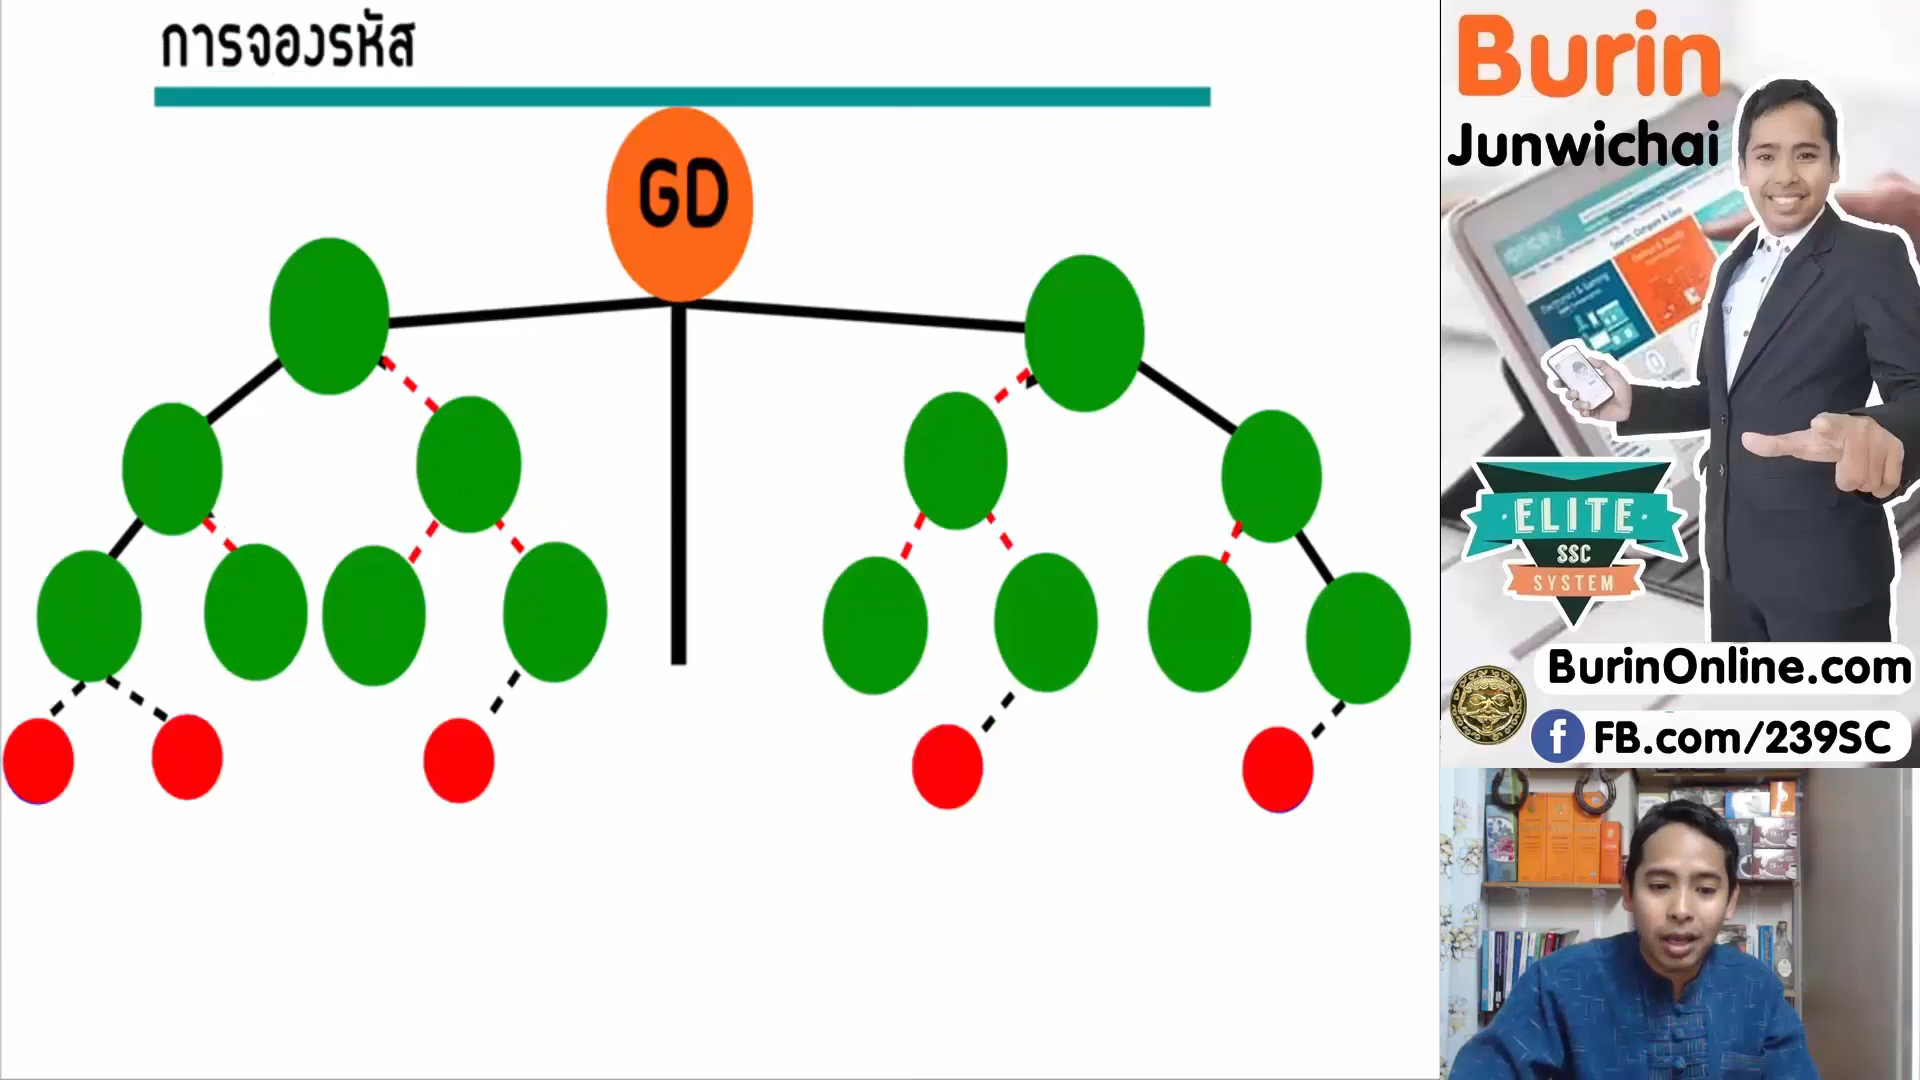 การจองรหัส
GD
Burin
Junwichai
ELITE
SSC
SYSTEM
BurinOnline.com
f FB.com/239SC